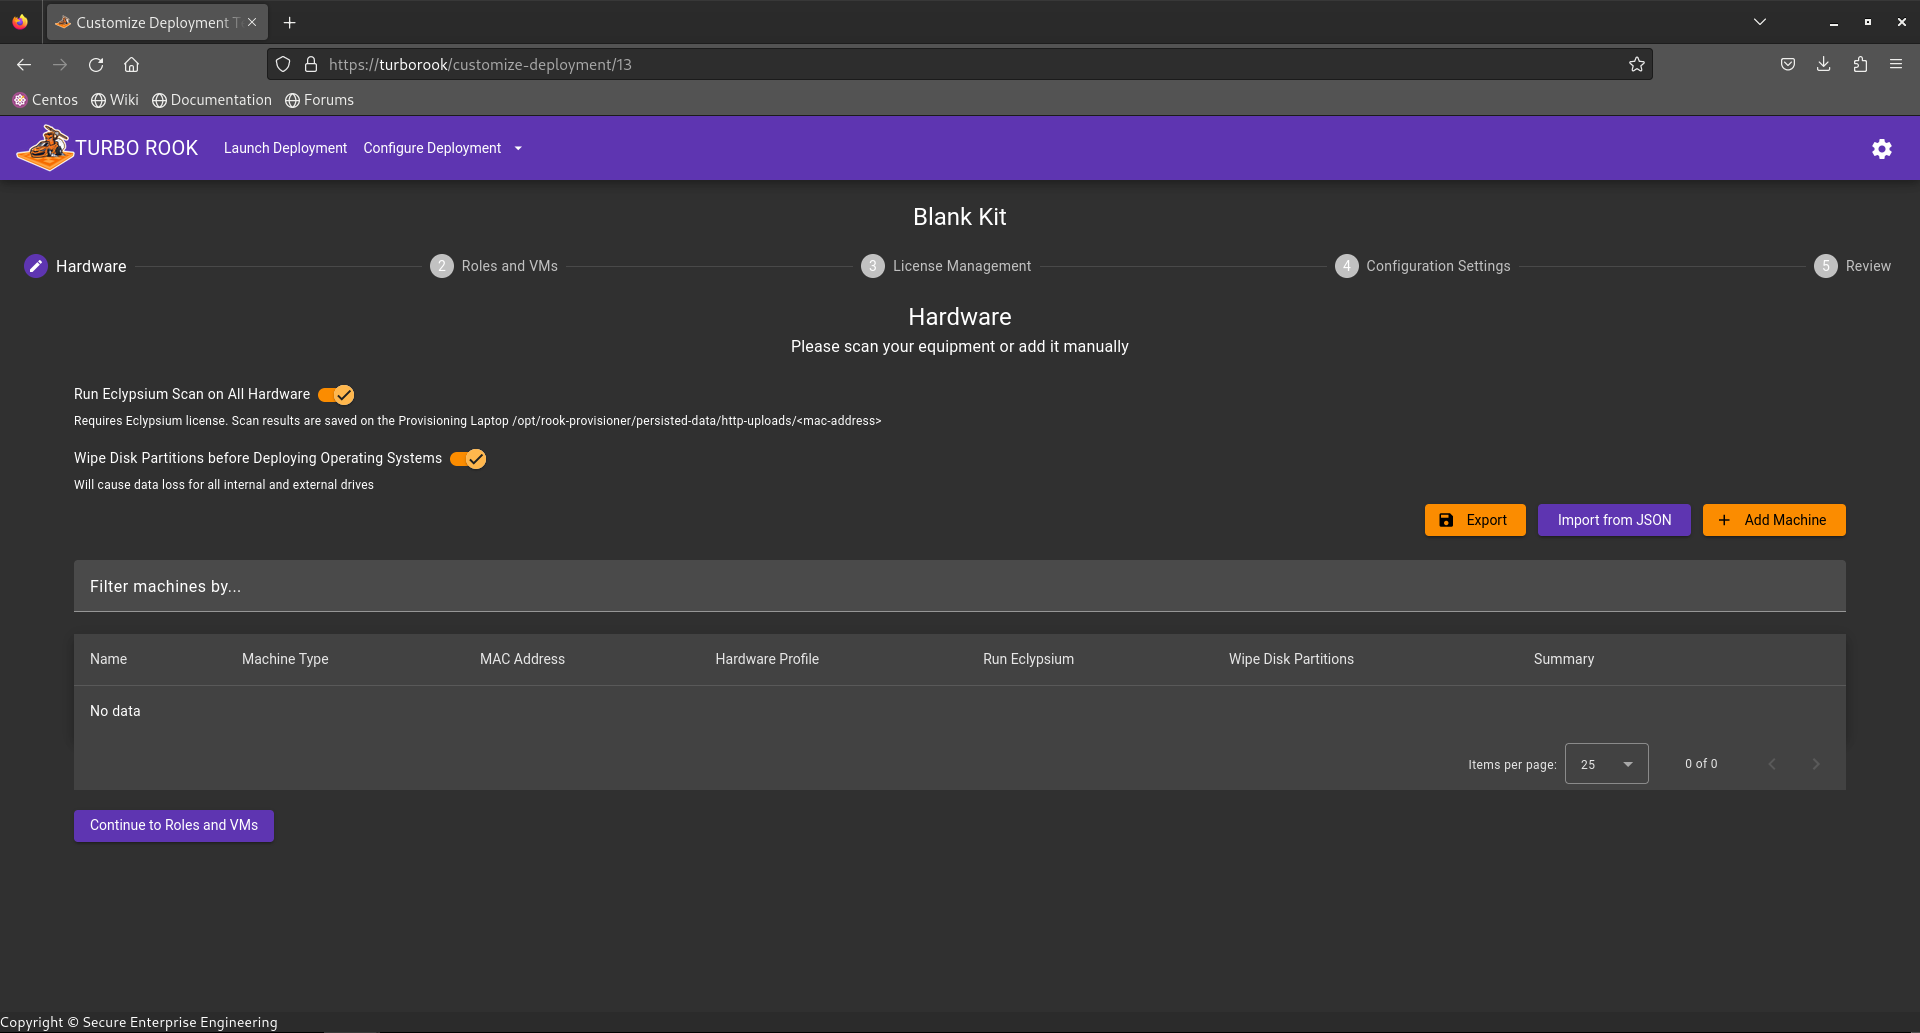 Customize Deployment T
https://turborook/customize-deployment/13
Centos Wiki Documentation Forums
TURBO ROOK Launch Deployment Configure Deployment
Blank Kit
Hardware 2 Roles and VMs 3 License Management 4 Configuration Settings 5 Review
Hardware
Please scan your equipment or add it manually
Run Eclypsium Scan on All Hardware
Requires Eclypsium license. Scan results are saved on the Provisioning Laptop /opt/rook-provisioner/persisted-data/http-uploads/<mac-address>
Wipe Disk Partitions before Deploying Operating Systems
Will cause data loss for all internal and external drives
Export Import from JSON Add Machine
Filter machines by...
Name Machine Type MAC Address Hardware Profile Run Eclypsium Wipe Disk Partitions Summary
No data
Items per page: 25 0 of 0
Continue to Roles and VMs
Copyright © Secure Enterprise Engineering